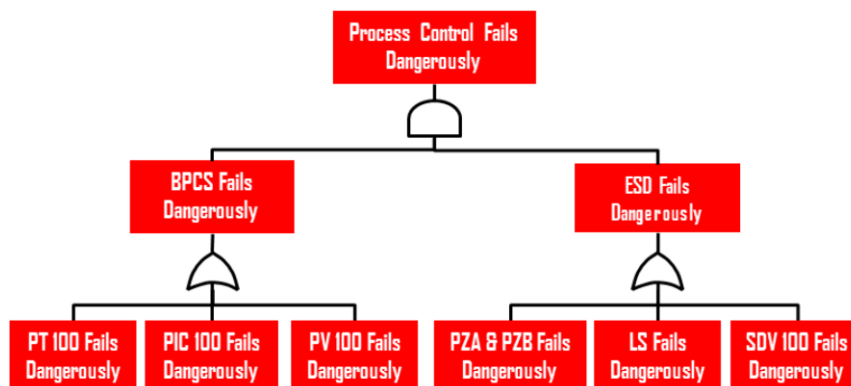 Process Control Fails
Dangerously
BPCS Fails
Dangerously
ESD Fails
Dangerously
PT 100 Fails
Dangerously
PIC 100 Fails
Dangerously
PV 100 Fails
Dangerously
PZA & PZB Fails
Dangerously
LS Fails
Dangerously
SDV 100 Fails
Dangerously